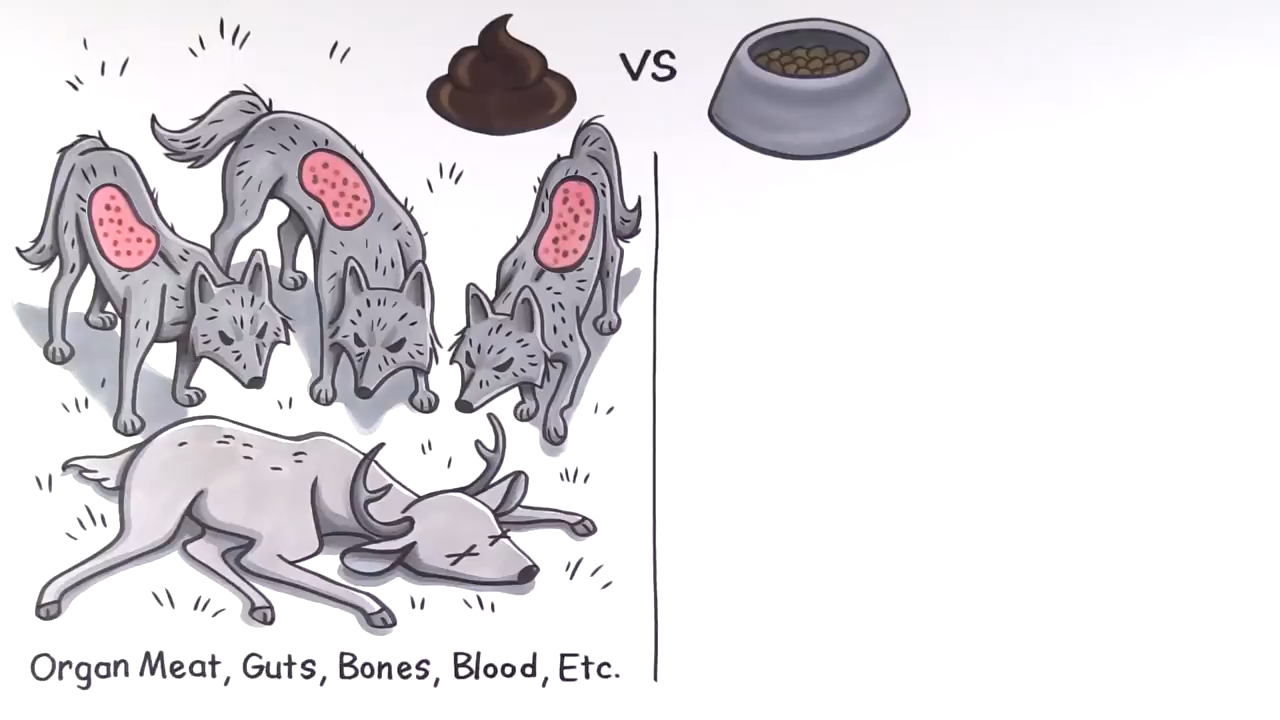 VS
Organ Meat, Guts, Bones, Blood, Etc.